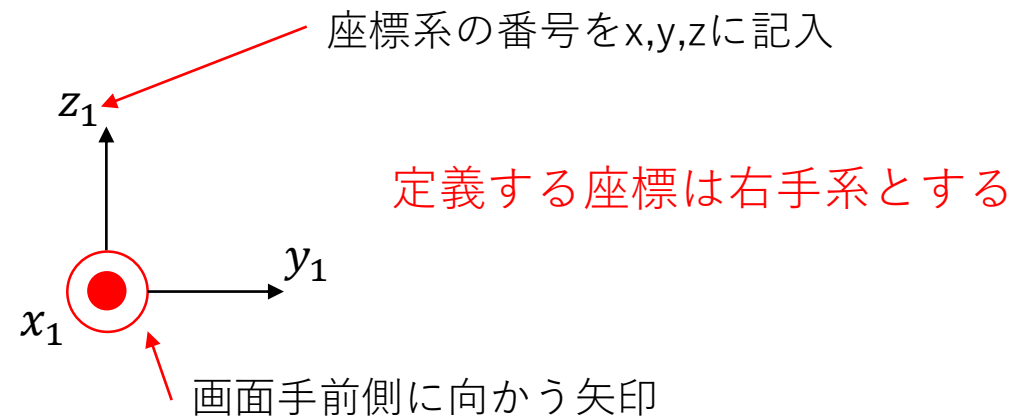 座標系の番号をx,y,zに記入
z₁
定義する座標は右手系とする
y₁
x₁
画面手前側に向かう矢印